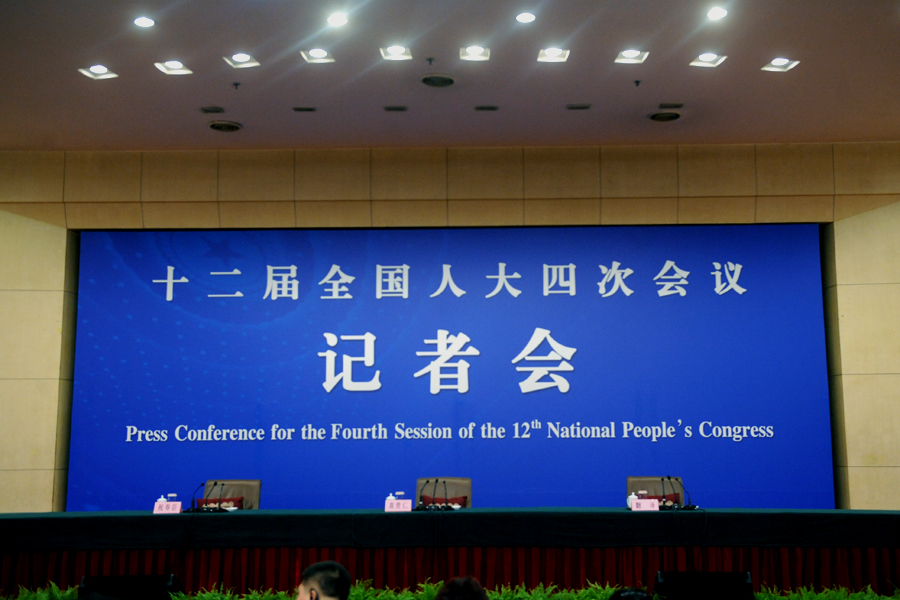 十二届全国人大四次会议
记者会
Press Conference for the Fourth Session of the 12th National People's Congress